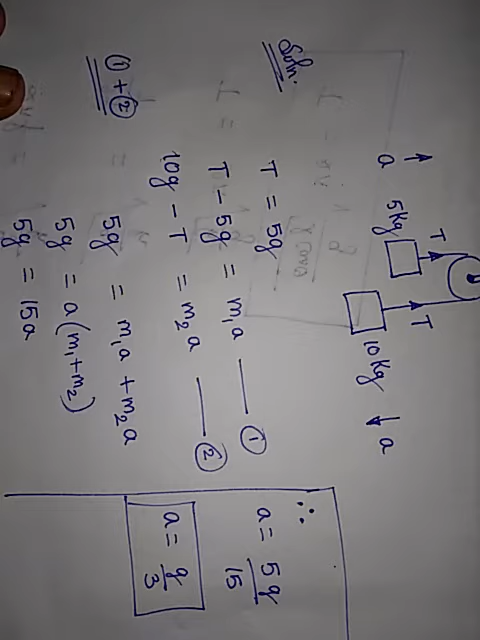 T T
a 5kg 10kg a
Soln.
T = 5g
T - 5g = m₁a —— ①
10g - T = m₂a —— ②
① + ②
5g = m₁a + m₂a
5g = a(m₁+m₂)
5g = 15a
∴ a = 5g/15
a = g/3